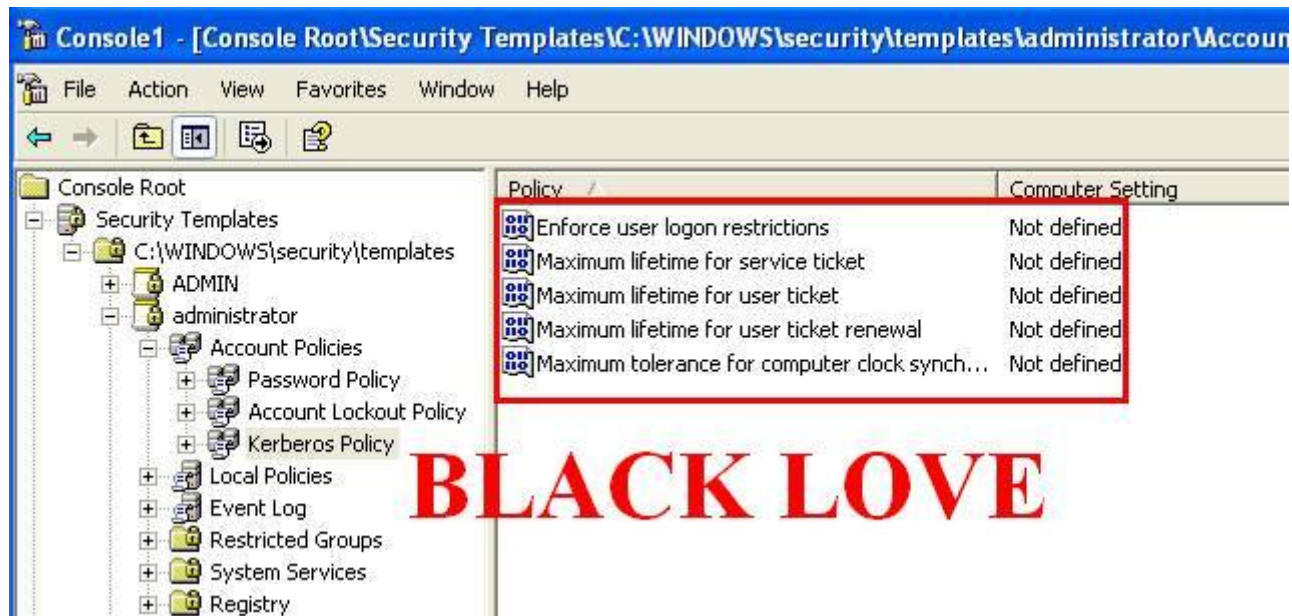 Console1 - [Console Root\Security Templates\C:\WINDOWS\security\templates\administrator\Accoun
File Action View Favorites Window Help
Console Root
Security Templates
C:\WINDOWS\security\templates
ADMIN
administrator
Account Policies
Password Policy
Account Lockout Policy
Kerberos Policy
Local Policies
Event Log
Restricted Groups
System Services
Registry
Policy Computer Setting
Enforce user logon restrictions Not defined
Maximum lifetime for service ticket Not defined
Maximum lifetime for user ticket Not defined
Maximum lifetime for user ticket renewal Not defined
Maximum tolerance for computer clock synch... Not defined
BLACK LOVE